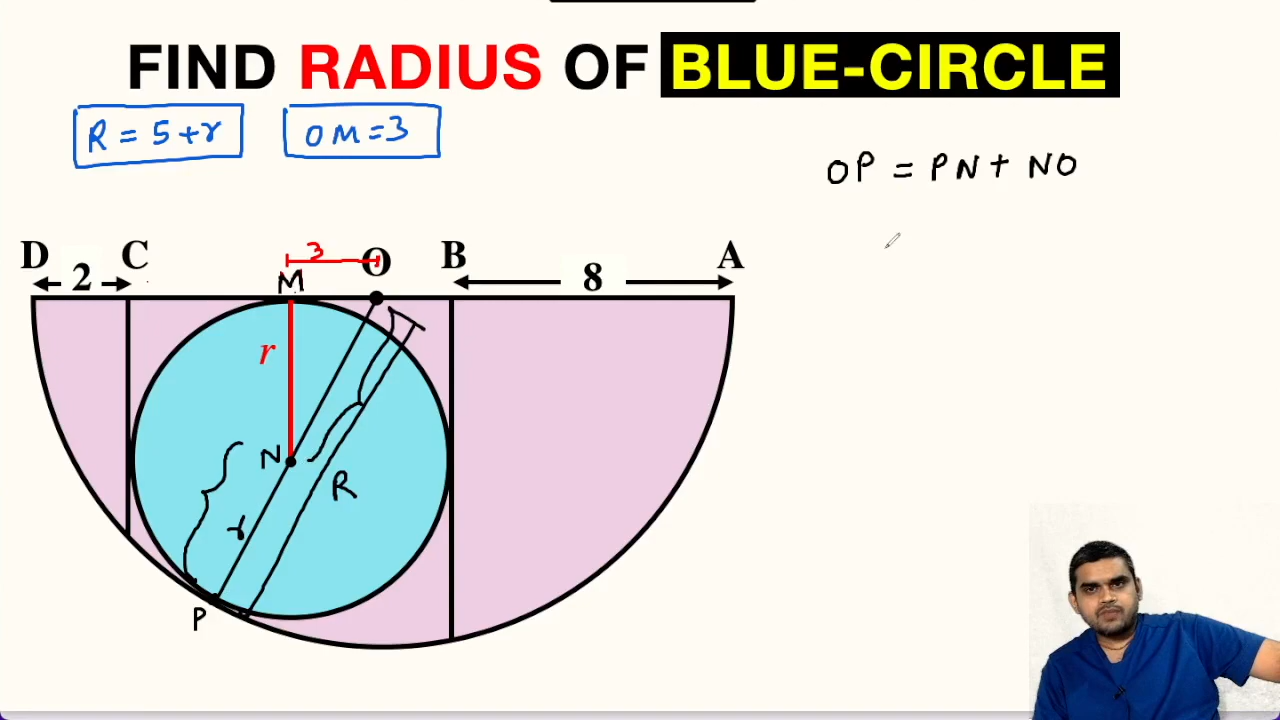 FIND RADIUS OF BLUE-CIRCLE
R = 5 + r
OM = 3
OP = PN + NO
3
D
C
M
O
B
A
2
8
r
N
R
r
P